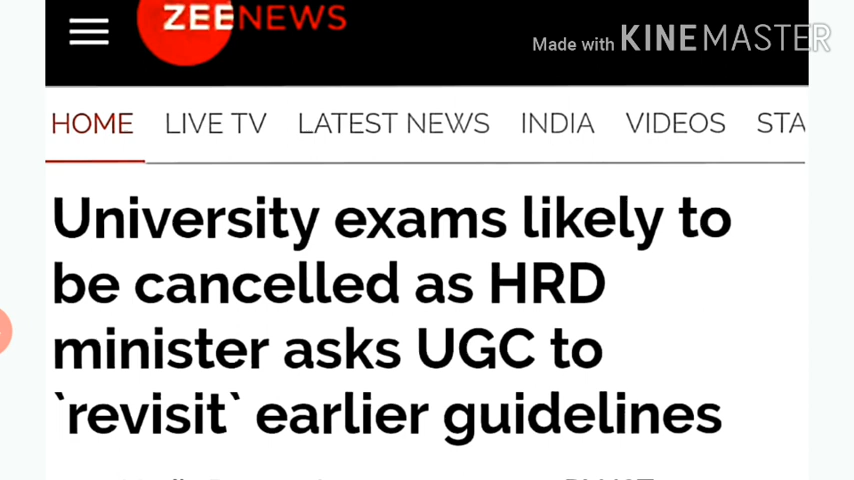 ZEENEWS
Made with KINEMASTER
HOME LIVE TV LATEST NEWS INDIA VIDEOS STA
University exams likely to
be cancelled as HRD
minister asks UGC to
`revisit` earlier guidelines